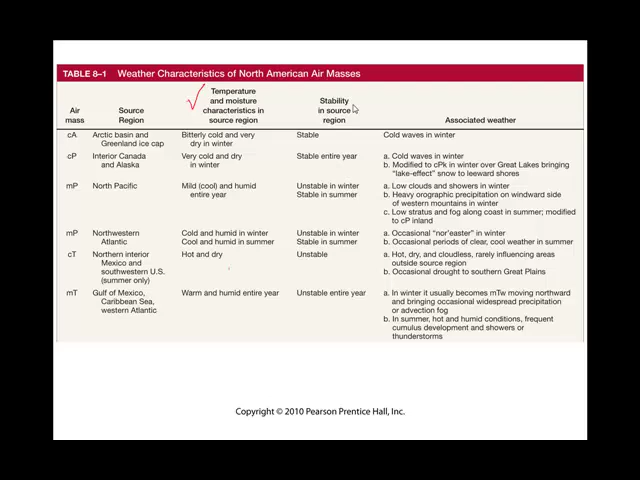 TABLE 8–1 Weather Characteristics of North American Air Masses
Air mass
Source Region
Temperature and moisture characteristics in source region
Stability in source region
Associated weather
cA
Arctic basin and Greenland ice cap
Bitterly cold and very dry in winter
Stable
Cold waves in winter
cP
Interior Canada and Alaska
Very cold and dry in winter
Stable entire year
a. Cold waves in winter
b. Modified to cPk in winter over Great Lakes bringing
"lake-effect" snow to leeward shores
mP
North Pacific
Mild (cool) and humid entire year
Unstable in winter
Stable in summer
a. Low clouds and showers in winter
b. Heavy orographic precipitation on windward side
of western mountains in winter
c. Low stratus and fog along coast in summer; modified
to cP inland
mP
Northwestern Atlantic
Cold and humid in winter
Cool and humid in summer
Unstable in winter
Stable in summer
a. Occasional "nor'easter" in winter
b. Occasional periods of clear, cool weather in summer
cT
Northern interior Mexico and southwestern U.S. (summer only)
Hot and dry
Unstable
a. Hot, dry, and cloudless, rarely influencing areas
outside source region
b. Occasional drought to southern Great Plains
mT
Gulf of Mexico, Caribbean Sea, western Atlantic
Warm and humid entire year
Unstable entire year
a. In winter it usually becomes mTw moving northward
and bringing occasional widespread precipitation
or advection fog
b. In summer, hot and humid conditions, frequent
cumulus development and showers or
thunderstorms
Copyright © 2010 Pearson Prentice Hall, Inc.